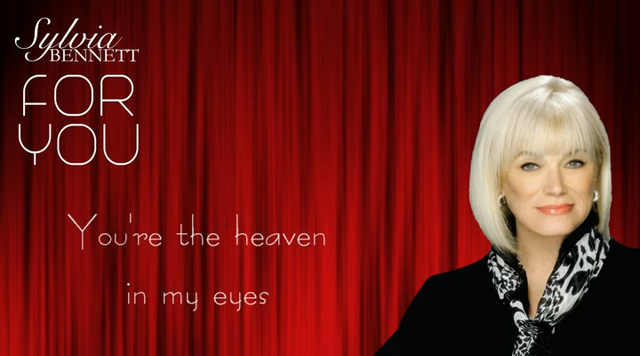 Sylvia
BENNETT
FOR
YOU
You're the heaven
in my eyes